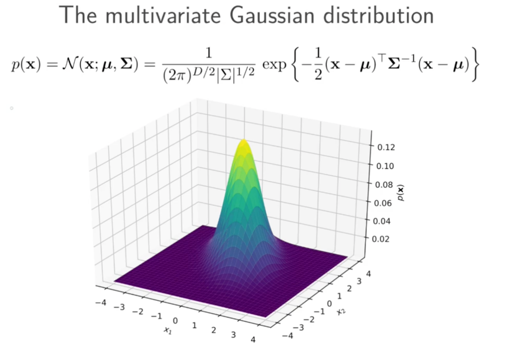 The multivariate Gaussian distribution
p(x) = 𝒩(x; μ, Σ) = 1 / ((2π)^{D/2}|Σ|^{1/2}) exp{−1/2 (x − μ)^⊤ Σ^{−1}(x − μ)}
0.12
0.10
0.08
0.06
0.04
0.02
p(x)
−4 −3 −2 −1 0 1 2 3 4
x₁
−4 −3 −2 −1 0 1 2 3 4
x₂